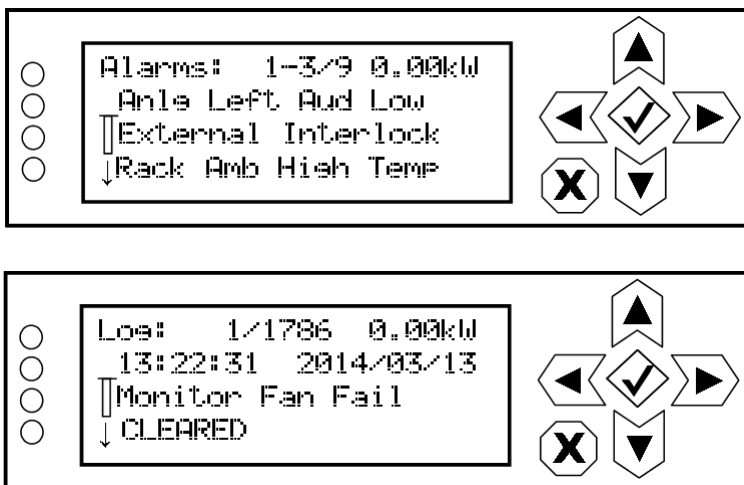 Alarms: 1-3/9 0.00kW
Anlg Left Aud Low
External Interlock
↓Rack Amb High Temp
X
Log: 1/1786 0.00kW
13:22:31 2014/03/13
Monitor Fan Fail
↓ CLEARED
X